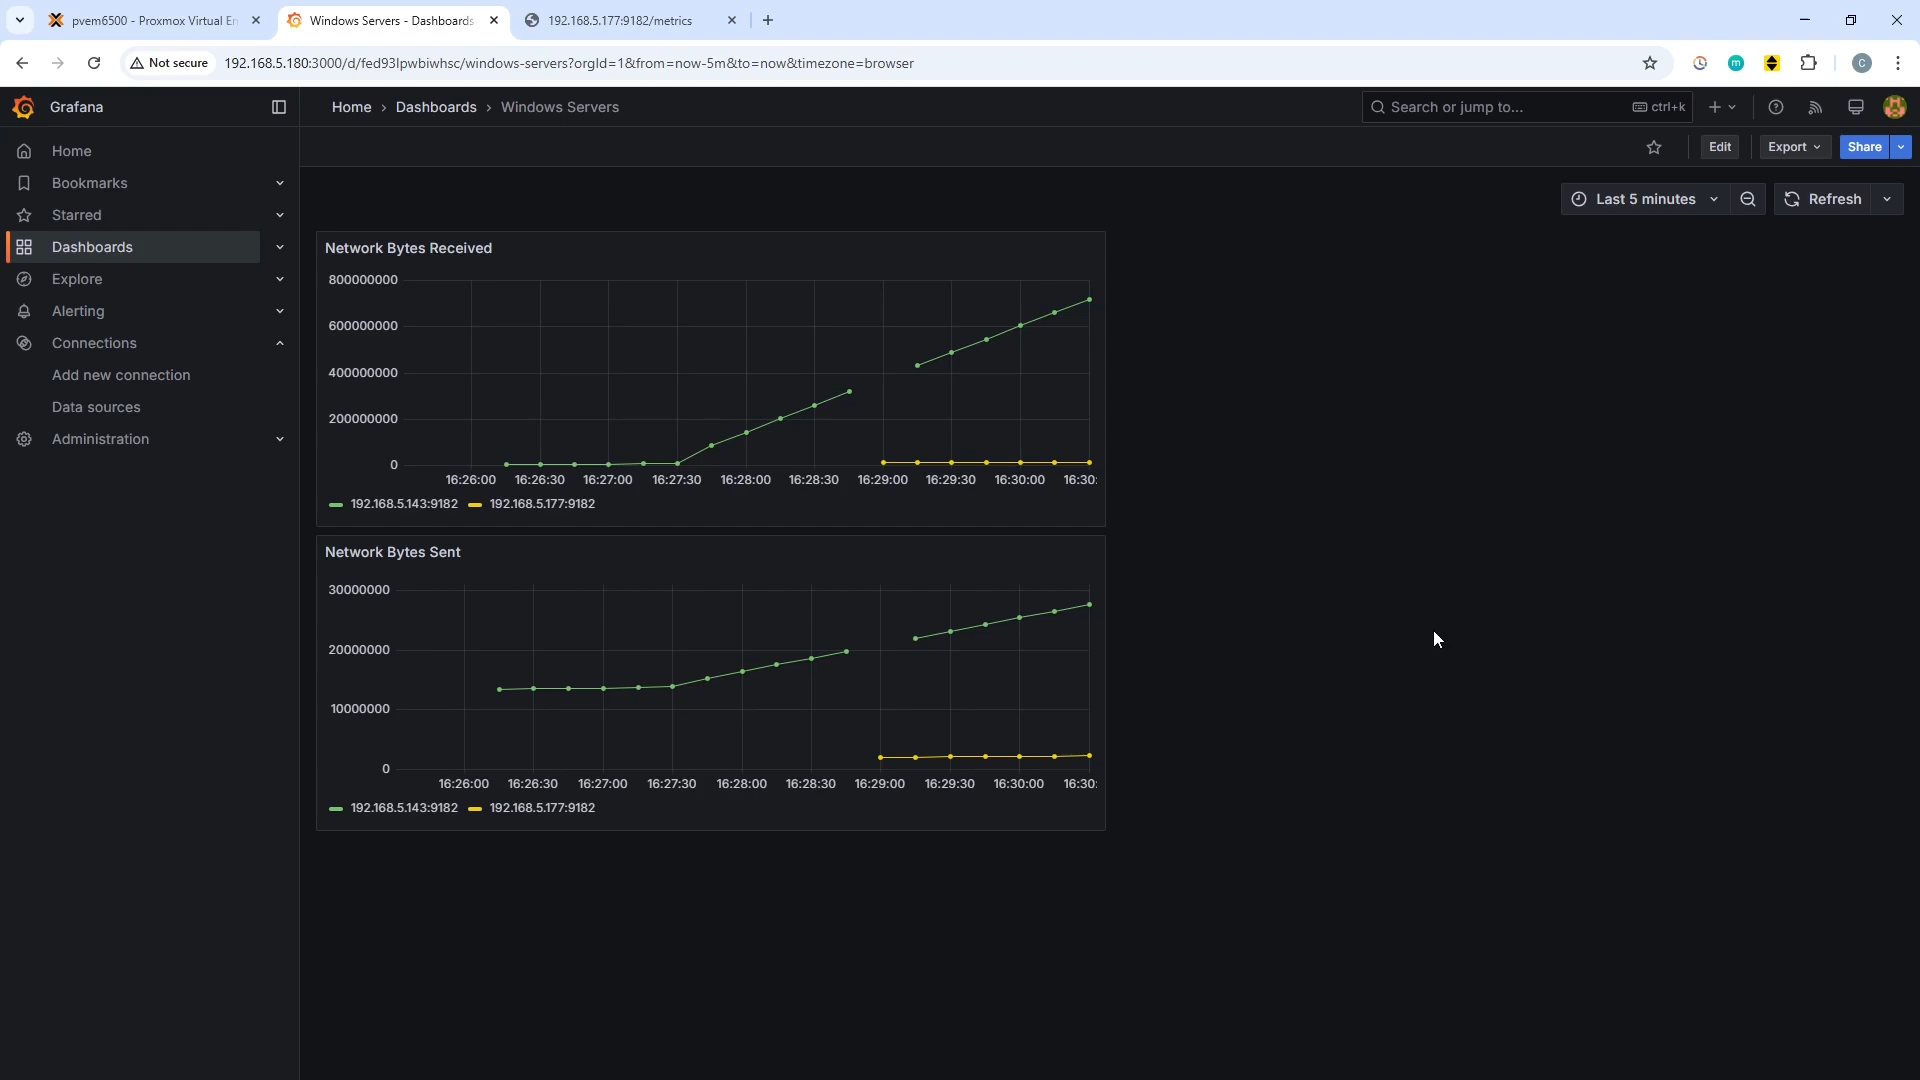 pvem6500 - Proxmox Virtual En
Windows Servers - Dashboards
192.168.5.177:9182/metrics
Not secure
192.168.5.180:3000/d/fed93lpwbiwhsc/windows-servers?orgId=1&from=now-5m&to=now&timezone=browser
C
Grafana
Home › Dashboards › Windows Servers
Search or jump to...
ctrl+k
Edit
Export
Share
Home
Bookmarks
Starred
Dashboards
Explore
Alerting
Connections
Add new connection
Data sources
Administration
Last 5 minutes
Refresh
Network Bytes Received
800000000
600000000
400000000
200000000
0
16:26:00 16:26:30 16:27:00 16:27:30 16:28:00 16:28:30 16:29:00 16:29:30 16:30:00 16:30:
192.168.5.143:9182 192.168.5.177:9182
Network Bytes Sent
30000000
20000000
10000000
0
16:26:00 16:26:30 16:27:00 16:27:30 16:28:00 16:28:30 16:29:00 16:29:30 16:30:00 16:30:
192.168.5.143:9182 192.168.5.177:9182